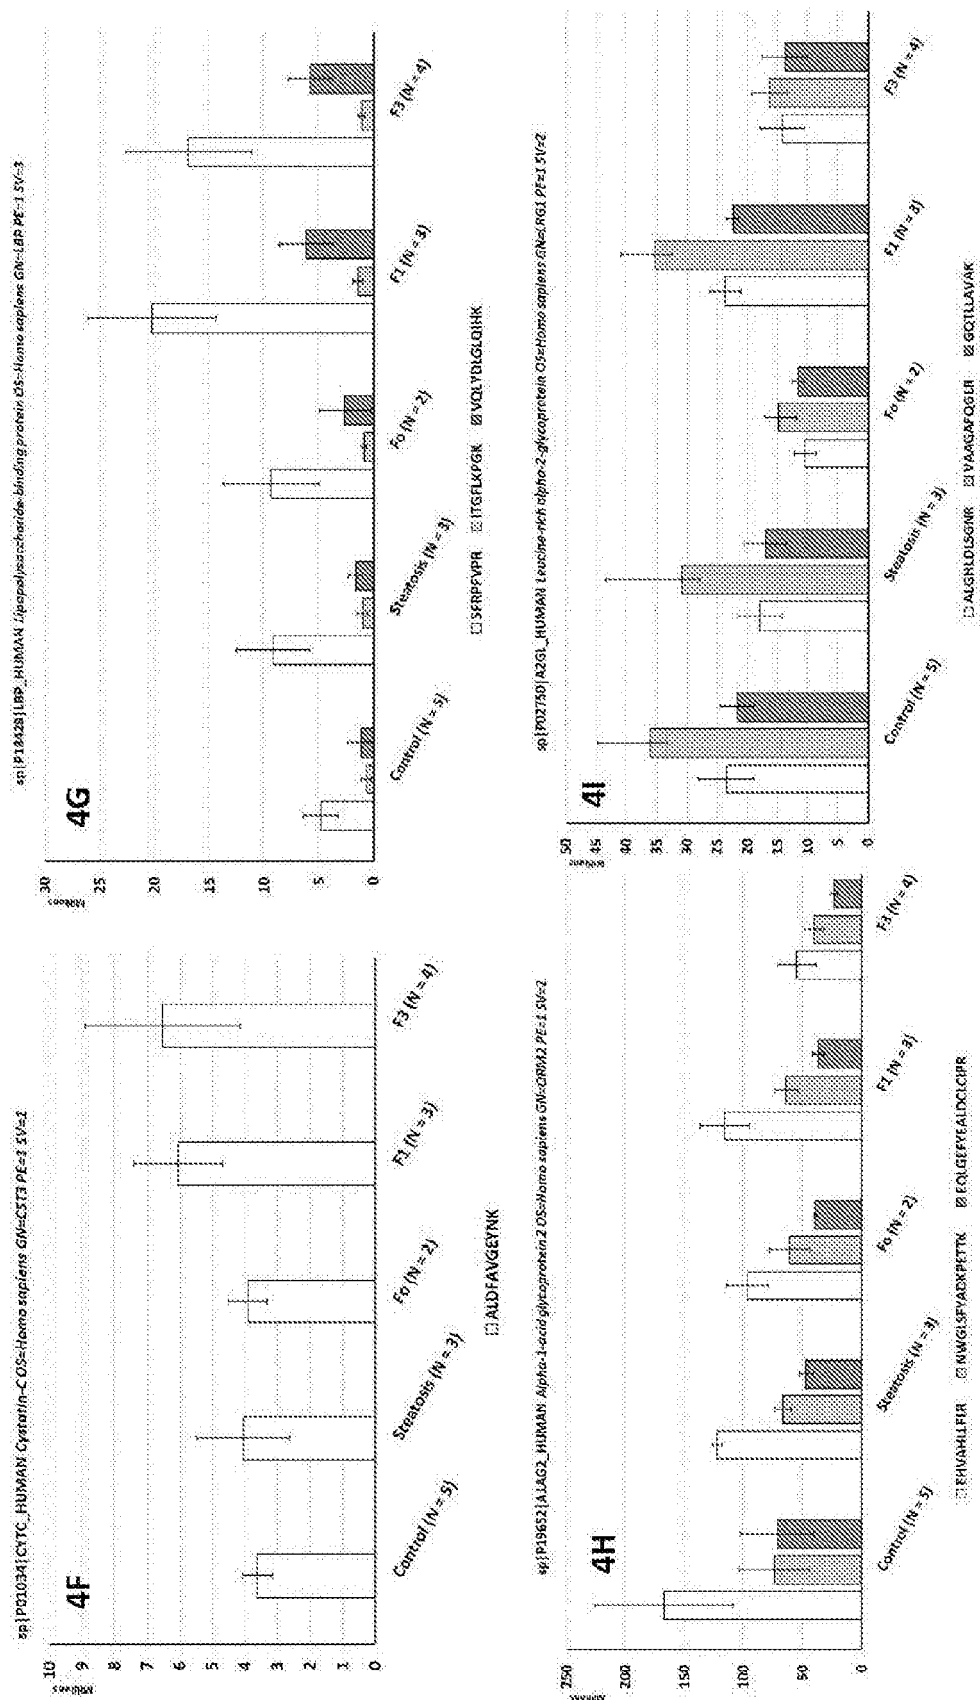 sp|P01034|CYTC_HUMAN Cystatin-C OS=Homo sapiens GN=CST3 PE=1 SV=1
4F
Millions
10
9
8
7
6
5
4
3
2
1
0
Control (N = 5)
Steatosis (N = 3)
Fo (N = 2)
F1 (N = 3)
F3 (N = 4)
ALDFAVGEYNK
sp|P18428|LBP_HUMAN Lipopolysaccharide-binding protein OS=Homo sapiens GN=LBP PE=1 SV=3
4G
Millions
30
25
20
15
10
5
0
Control (N = 5)
Steatosis (N = 3)
Fo (N = 2)
F1 (N = 3)
F3 (N = 4)
SFRPFVPR ITGFLKPGK VQLYDLGLQIHK
sp|P19652|A1AG2_HUMAN Alpha-1-acid glycoprotein 2 OS=Homo sapiens GN=ORM2 PE=1 SV=2
4H
Millions
250
200
150
100
50
0
Control (N = 5)
Steatosis (N = 3)
Fo (N = 2)
F1 (N = 3)
F3 (N = 4)
EHVAHLLFLR NWGLSFYADKPETTK EQLGEFYEALDCLCIPR
sp|P02750|A2GL_HUMAN Leucine-rich alpha-2-glycoprotein OS=Homo sapiens GN=LRG1 PE=1 SV=2
4I
Millions
50
45
40
35
30
25
20
15
10
5
0
Control (N = 5)
Steatosis (N = 3)
Fo (N = 2)
F1 (N = 3)
F3 (N = 4)
ALGHLDLSGNR VAAGAFQGLR GQTLLAVAK